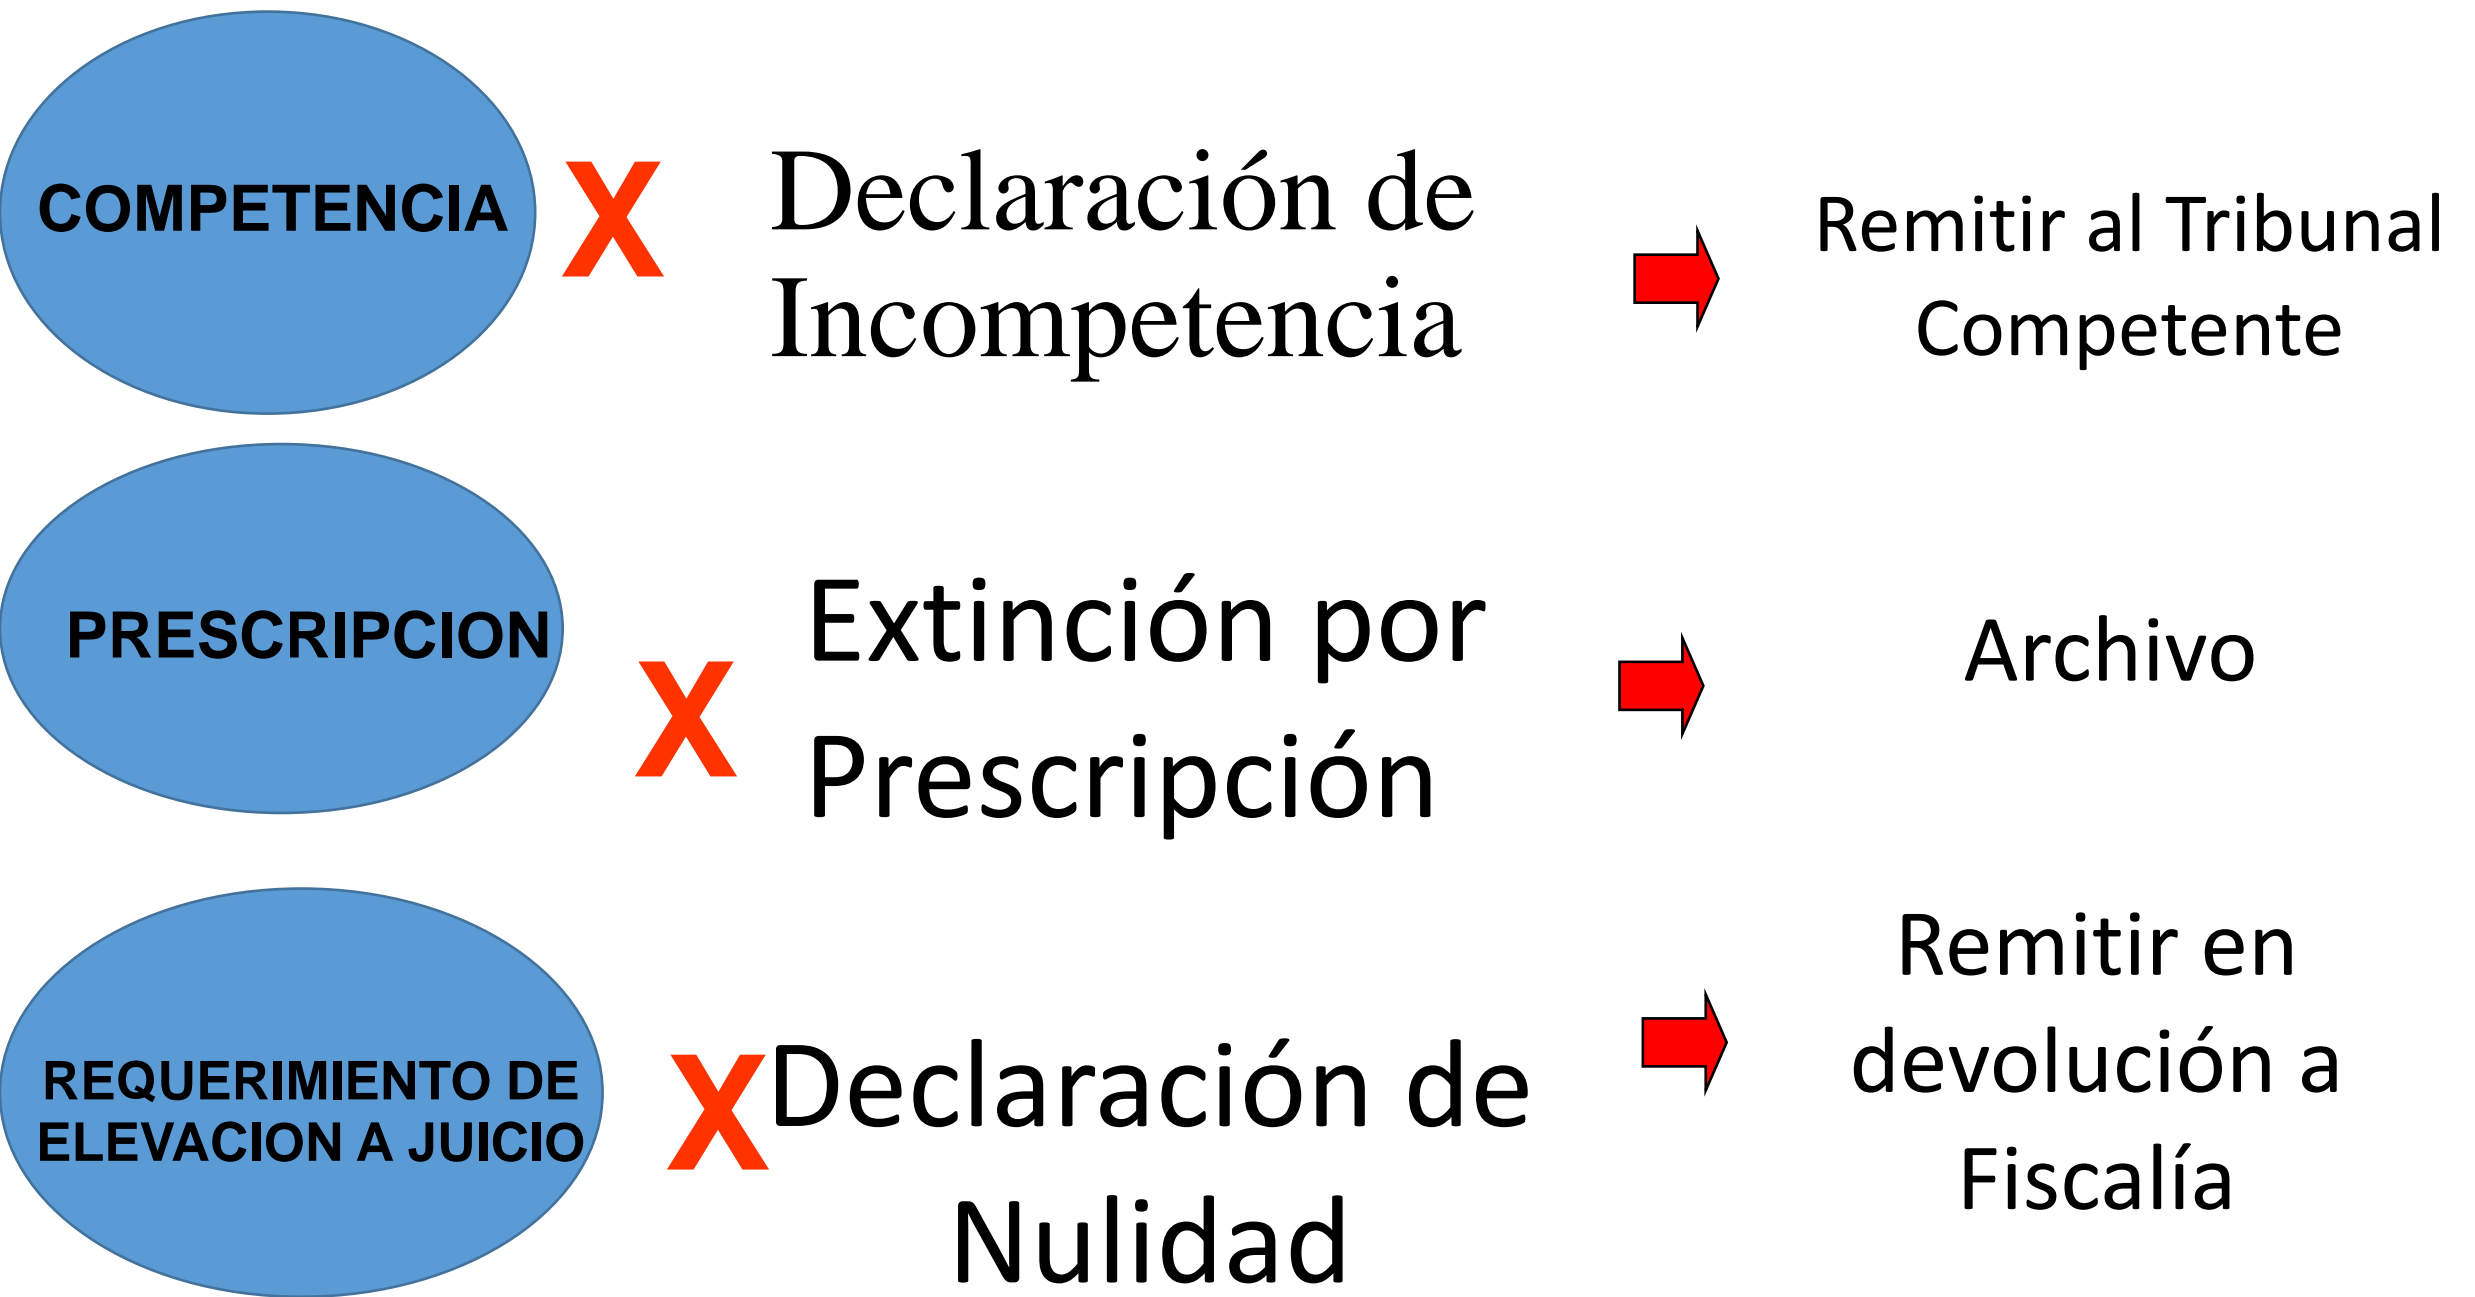 COMPETENCIA
X
Declaración de
Incompetencia
Remitir al Tribunal
Competente
PRESCRIPCION
X
Extinción por
Prescripción
Archivo
REQUERIMIENTO DE
ELEVACION A JUICIO
X
Declaración de
Nulidad
Remitir en
devolución a
Fiscalía